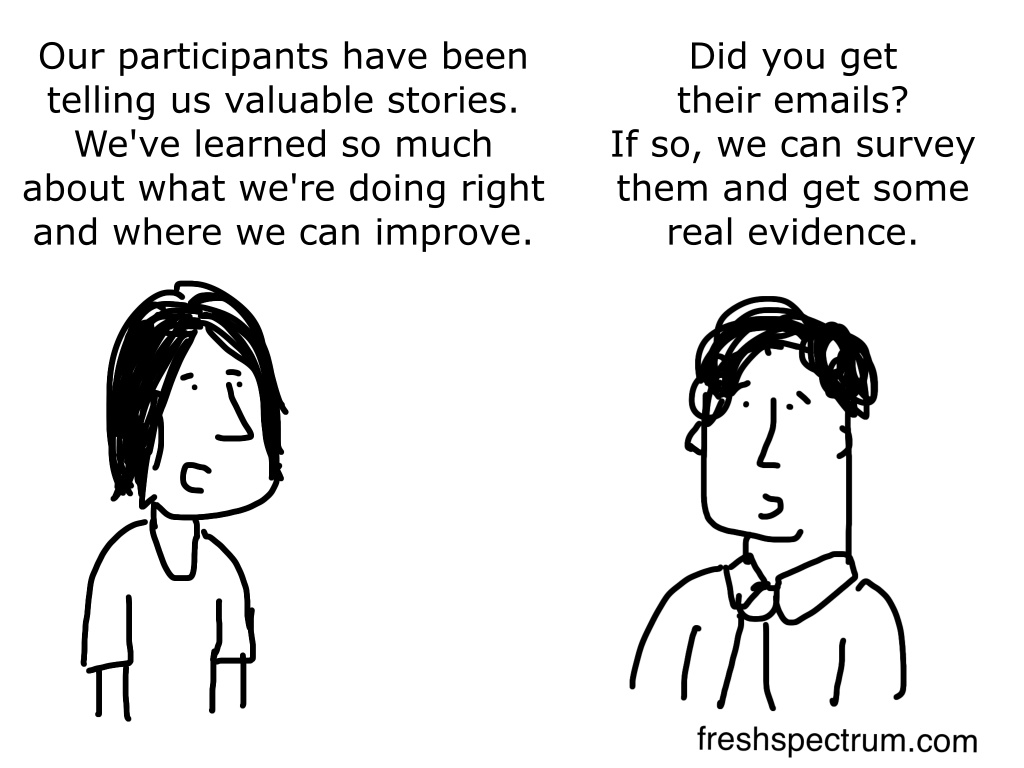 Our participants have been
telling us valuable stories.
We've learned so much
about what we're doing right
and where we can improve.
Did you get
their emails?
If so, we can survey
them and get some
real evidence.
freshspectrum.com